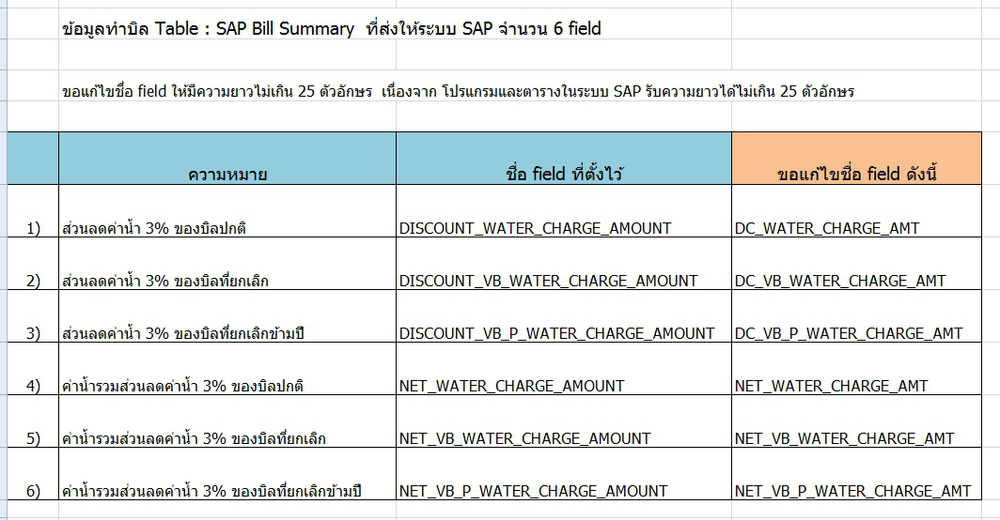 ข้อมูลทำบิล Table : SAP Bill Summary ที่ส่งให้ระบบ SAP จำนวน 6 field
ขอแก้ไขชื่อ field ให้มีความยาวไม่เกิน 25 ตัวอักษร เนื่องจาก โปรแกรมและตารางในระบบ SAP รับความยาวได้ไม่เกิน 25 ตัวอักษร
ความหมาย ชื่อ field ที่ตั้งไว้ ขอแก้ไขชื่อ field ดังนี้
1) ส่วนลดค่าน้ำ 3% ของบิลปกติ DISCOUNT_WATER_CHARGE_AMOUNT DC_WATER_CHARGE_AMT
2) ส่วนลดค่าน้ำ 3% ของบิลที่ยกเลิก DISCOUNT_VB_WATER_CHARGE_AMOUNT DC_VB_WATER_CHARGE_AMT
3) ส่วนลดค่าน้ำ 3% ของบิลที่ยกเลิกข้ามปี DISCOUNT_VB_P_WATER_CHARGE_AMOUNT DC_VB_P_WATER_CHARGE_AMT
4) ค่าน้ำรวมส่วนลดค่าน้ำ 3% ของบิลปกติ NET_WATER_CHARGE_AMOUNT NET_WATER_CHARGE_AMT
5) ค่าน้ำรวมส่วนลดค่าน้ำ 3% ของบิลที่ยกเลิก NET_VB_WATER_CHARGE_AMOUNT NET_VB_WATER_CHARGE_AMT
6) ค่าน้ำรวมส่วนลดค่าน้ำ 3% ของบิลที่ยกเลิกข้ามปี NET_VB_P_WATER_CHARGE_AMOUNT NET_VB_P_WATER_CHARGE_AMT